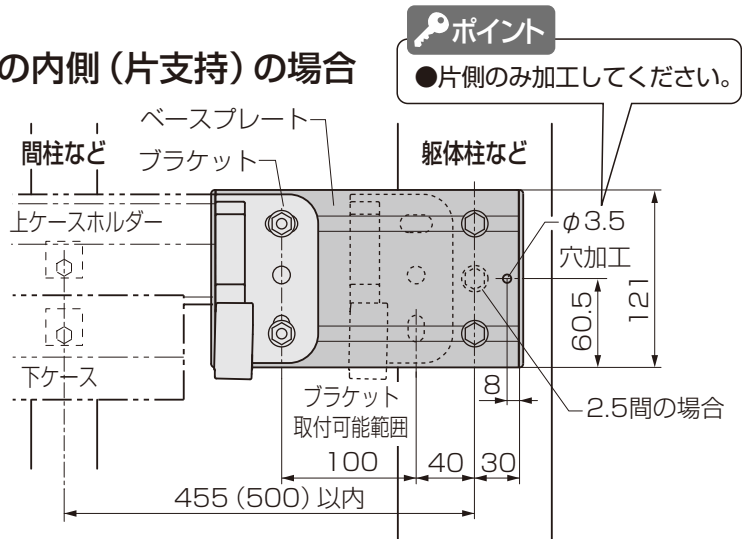 の内側（片支持）の場合
ポイント
●片側のみ加工してください。
ベースプレート
間柱など
ブラケット
躯体柱など
上ケースホルダー
φ3.5
穴加工
60.5
121
下ケース
8
ブラケット
取付可能範囲
2.5間の場合
100
40
30
455（500）以内